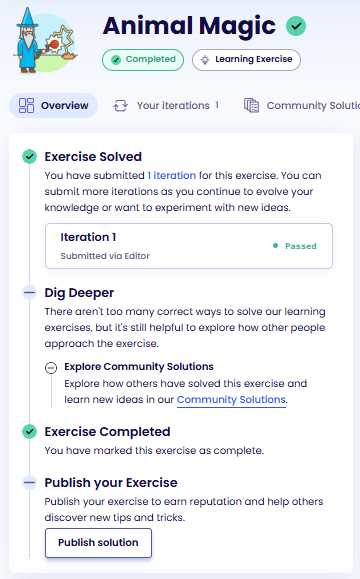 Animal Magic
Completed
Learning Exercise
Overview
Your iterations 1
Community
Exercise Solved
You have submitted 1 iteration for this exercise. You can
submit more iterations as you continue to evolve your
knowledge or want to experiment with new ideas.
Iteration 1
Submitted via Editor
Passed
Dig Deeper
There aren't too many correct ways to solve our learning
exercises, but it's still helpful to explore how other people
approach the exercise.
Explore Community Solutions
Explore how others have solved this exercise and
learn new ideas in our Community Solutions.
Exercise Completed
You have marked this exercise as complete.
Publish your Exercise
Publish your exercise to earn reputation and help others
discover new tips and tricks.
Publish solution